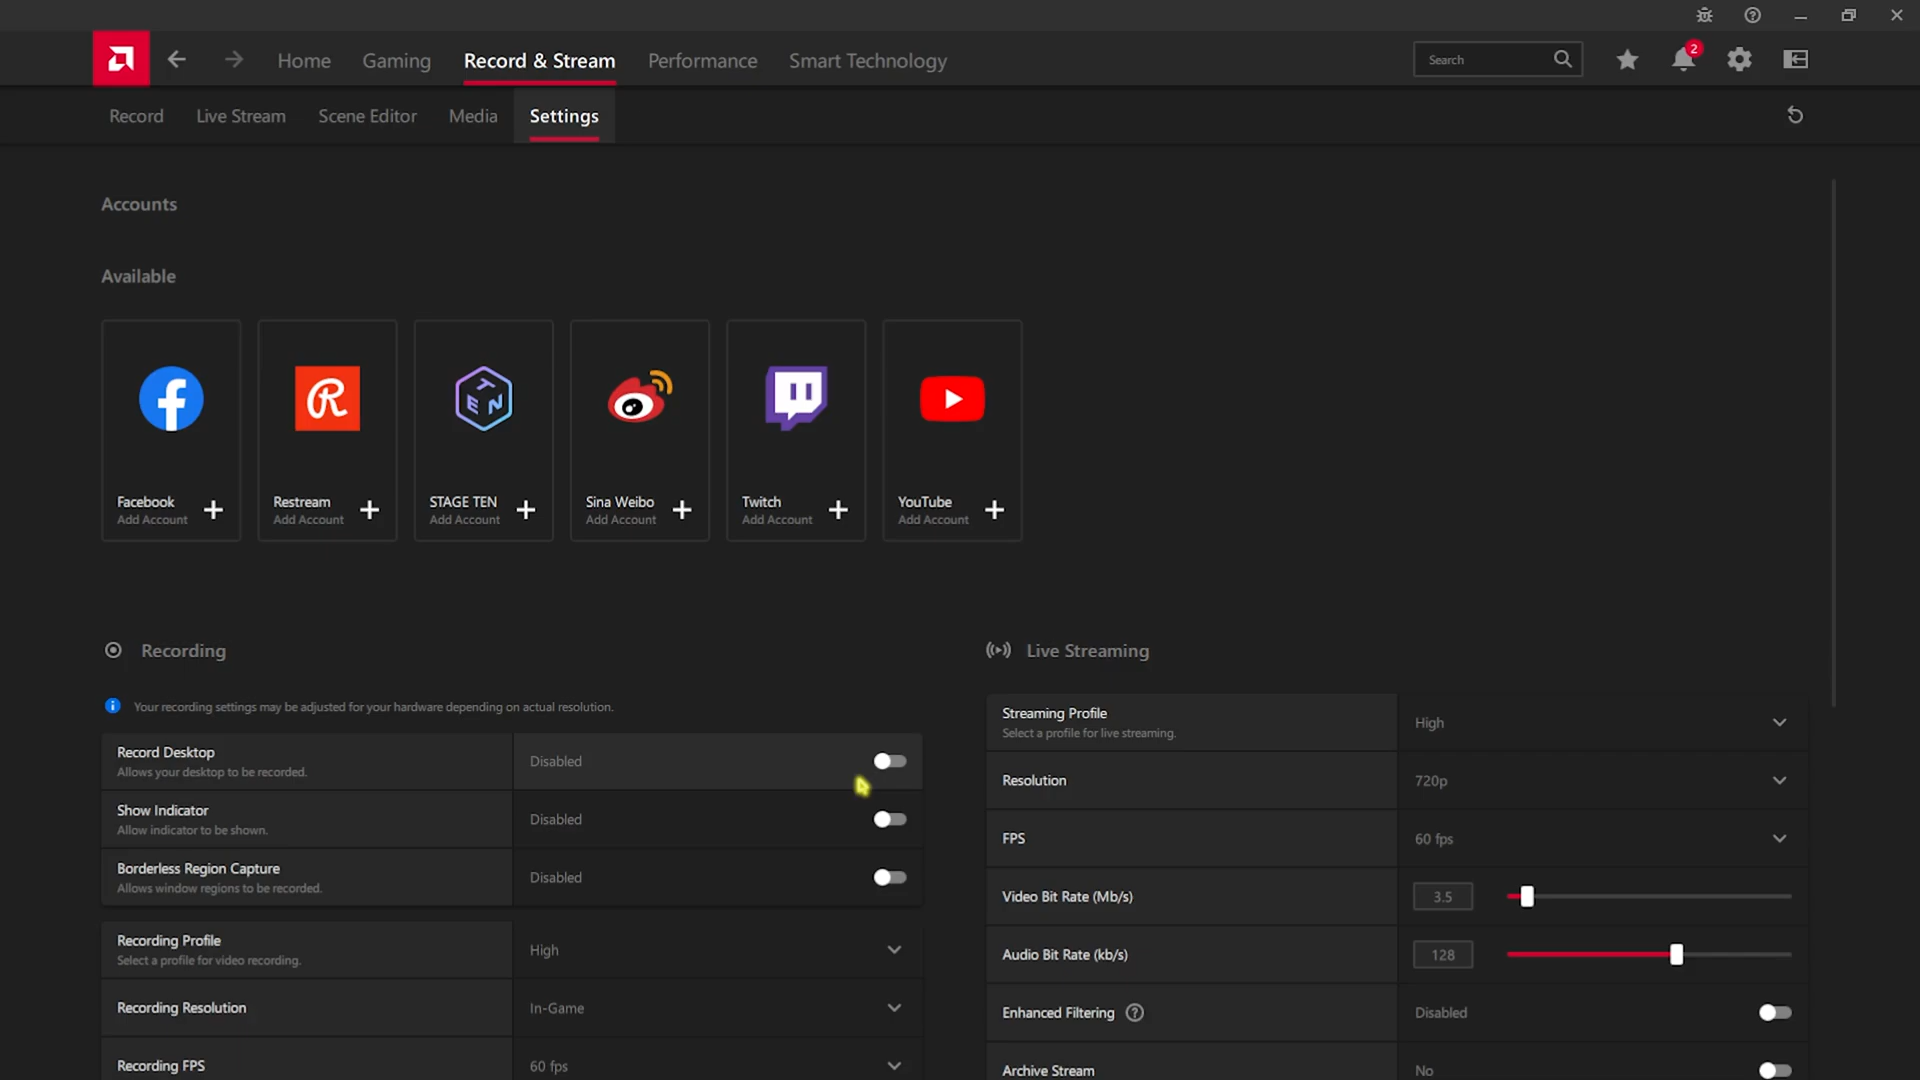 2
Home Gaming Record & Stream Performance Smart Technology Search
Record Live Stream Scene Editor Media Settings
Accounts
Available
R
T E N
Facebook
Add Account
Restream
Add Account
STAGE TEN
Add Account
Sina Weibo
Add Account
Twitch
Add Account
YouTube
Add Account
Recording
Your recording settings may be adjusted for your hardware depending on actual resolution.
Record Desktop
Allows your desktop to be recorded.
Disabled
Show Indicator
Allow indicator to be shown.
Disabled
Borderless Region Capture
Allows window regions to be recorded.
Disabled
Recording Profile
Select a profile for video recording.
High
Recording Resolution
In-Game
Recording FPS
60 fps
Live Streaming
Streaming Profile
Select a profile for live streaming.
High
Resolution
720p
FPS
60 fps
Video Bit Rate (Mb/s)
3.5
Audio Bit Rate (kb/s)
128
Enhanced Filtering
Disabled
Archive Stream
No